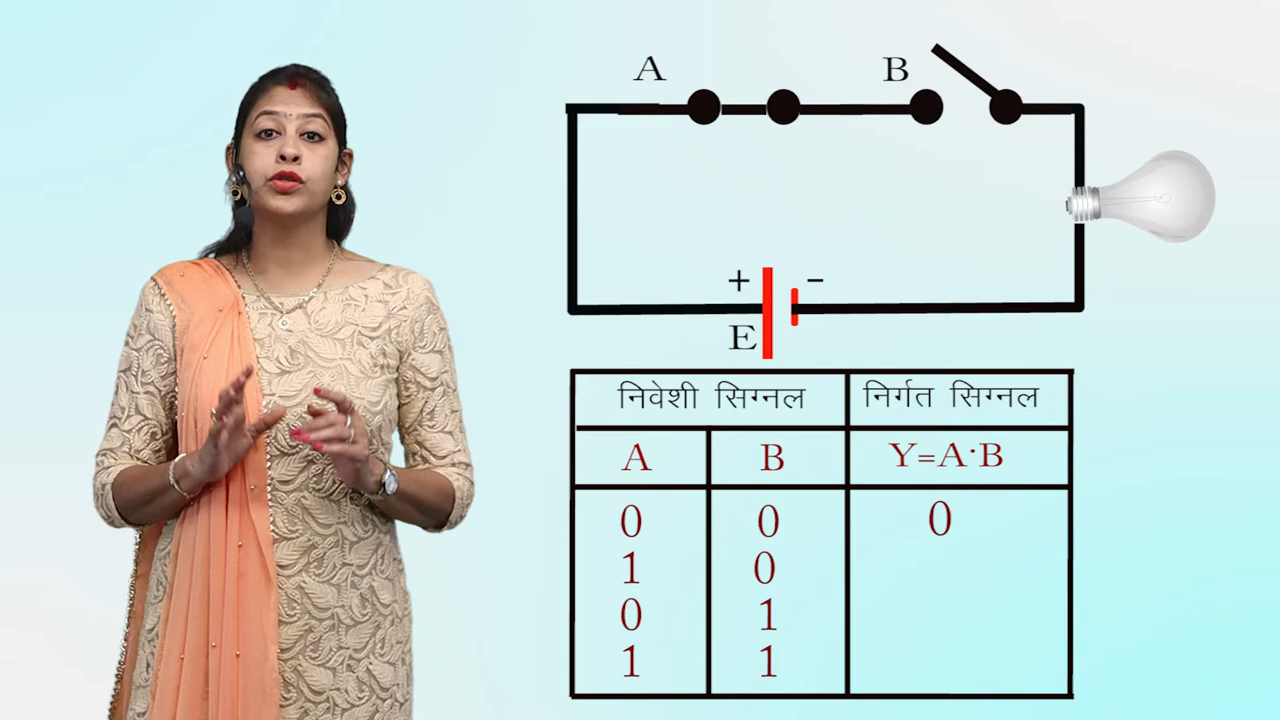 A B
+ −
E
निवेशी सिग्नल निर्गत सिग्नल
A B Y=A·B
0 0 0
1 0
0 1
1 1